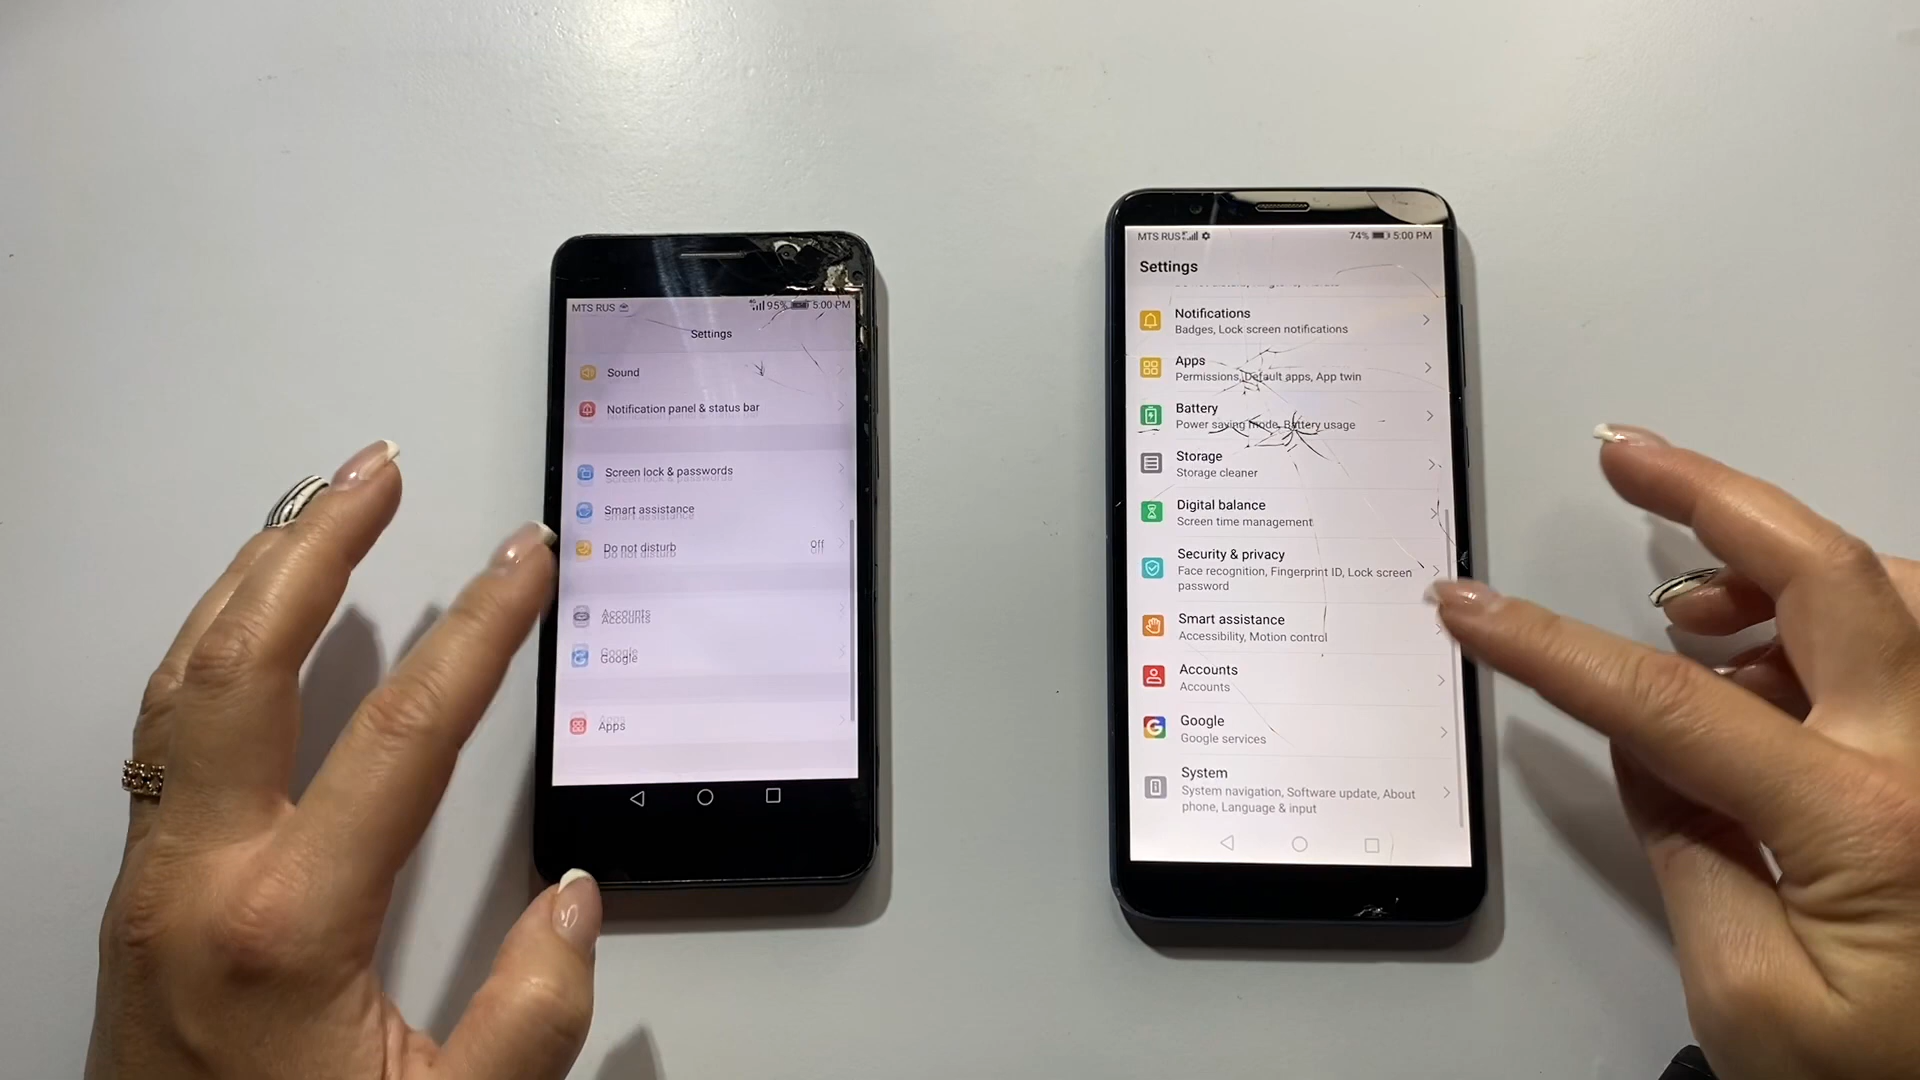 MTS RUS 95% 5:00 PM
Settings
Sound
Notification panel & status bar
Screen lock & passwords
Smart assistance
Do not disturb Off
Accounts
Google
Apps
MTS RUS 74% 5:00 PM
Settings
Notifications
Badges, Lock screen notifications
Apps
Permissions, Default apps, App twin
Battery
Power saving mode, Battery usage
Storage
Storage cleaner
Digital balance
Screen time management
Security & privacy
Face recognition, Fingerprint ID, Lock screen
password
Smart assistance
Accessibility, Motion control
Accounts
Accounts
Google
Google services
System
System navigation, Software update, About
phone, Language & input